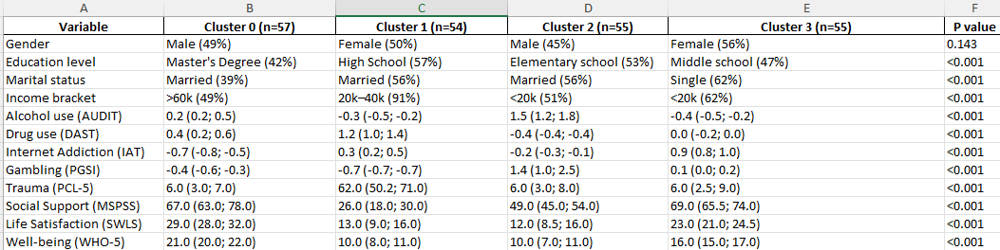 A B C D E F
Variable Cluster 0 (n=57) Cluster 1 (n=54) Cluster 2 (n=55) Cluster 3 (n=55) P value
Gender Male (49%) Female (50%) Male (45%) Female (56%) 0.143
Education level Master's Degree (42%) High School (57%) Elementary school (53%) Middle school (47%) <0.001
Marital status Married (39%) Married (56%) Married (56%) Single (62%) <0.001
Income bracket >60k (49%) 20k–40k (91%) <20k (51%) <20k (62%) <0.001
Alcohol use (AUDIT) 0.2 (0.2; 0.5) -0.3 (-0.5; -0.2) 1.5 (1.2; 1.8) -0.4 (-0.5; -0.2) <0.001
Drug use (DAST) 0.4 (0.2; 0.6) 1.2 (1.0; 1.4) -0.4 (-0.4; -0.4) 0.0 (-0.2; 0.0) <0.001
Internet Addiction (IAT) -0.7 (-0.8; -0.5) 0.3 (0.2; 0.5) -0.2 (-0.3; -0.1) 0.9 (0.8; 1.0) <0.001
Gambling (PGSI) -0.4 (-0.6; -0.3) -0.7 (-0.7; -0.7) 1.4 (1.0; 2.5) 0.1 (0.0; 0.2) <0.001
Trauma (PCL-5) 6.0 (3.0; 7.0) 62.0 (50.2; 71.0) 6.0 (3.0; 8.0) 6.0 (2.5; 9.0) <0.001
Social Support (MSPSS) 67.0 (63.0; 78.0) 26.0 (18.0; 30.0) 49.0 (45.0; 54.0) 69.0 (65.5; 74.0) <0.001
Life Satisfaction (SWLS) 29.0 (28.0; 32.0) 13.0 (9.0; 16.0) 12.0 (8.5; 16.0) 23.0 (21.0; 24.5) <0.001
Well-being (WHO-5) 21.0 (20.0; 22.0) 10.0 (8.0; 11.0) 10.0 (7.0; 11.0) 16.0 (15.0; 17.0) <0.001